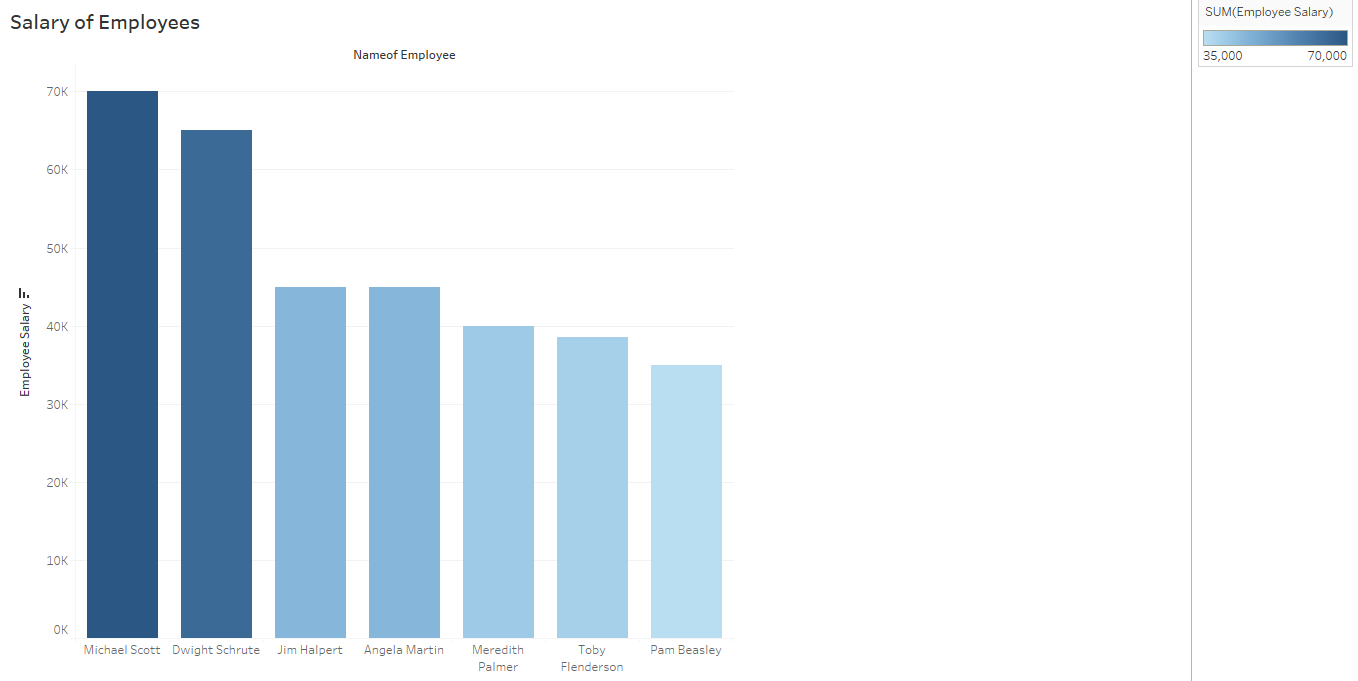 Salary of Employees
SUM(Employee Salary)
35,000 70,000
Nameof Employee
Employee Salary
70K
60K
50K
40K
30K
20K
10K
0K
Michael Scott Dwight Schrute Jim Halpert Angela Martin Meredith Toby Pam Beasley
Palmer Flenderson